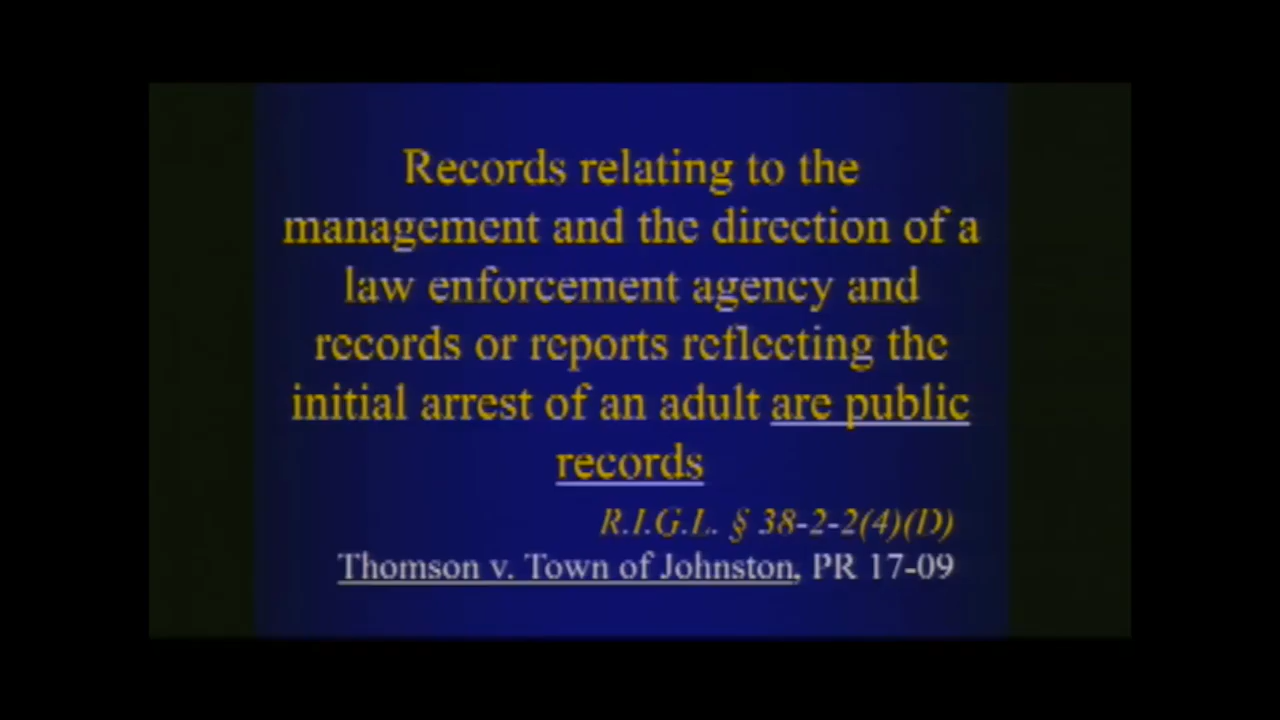 Records relating to the
management and the direction of a
law enforcement agency and
records or reports reflecting the
initial arrest of an adult are public
records
R.I.G.L. § 38-2-2(4)(D)
Thomson v. Town of Johnston, PR 17-09